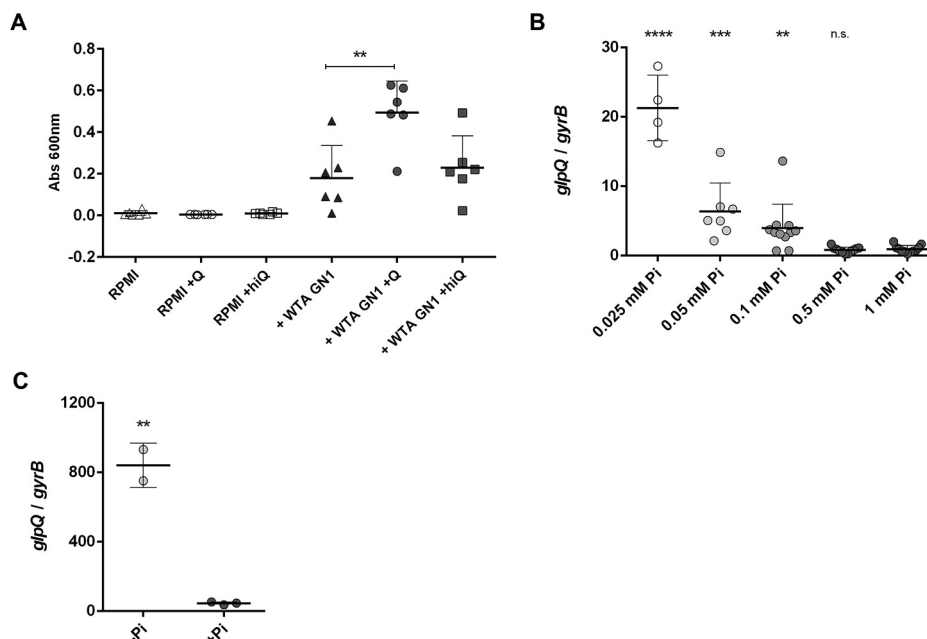 A
0.8
0.6
0.4
0.2
0.0
-0.2
Abs 600nm
**
RPMI
RPMI +Q
RPMI +hiQ
+ WTA GN1
+ WTA GN1 +Q
+ WTA GN1 +hiQ
B
30
20
10
0
glpQ / gyrB
****
***
**
n.s.
0.025 mM Pi
0.05 mM Pi
0.1 mM Pi
0.5 mM Pi
1 mM Pi
C
1200
800
400
0
glpQ / gyrB
**
-Pi
+Pi